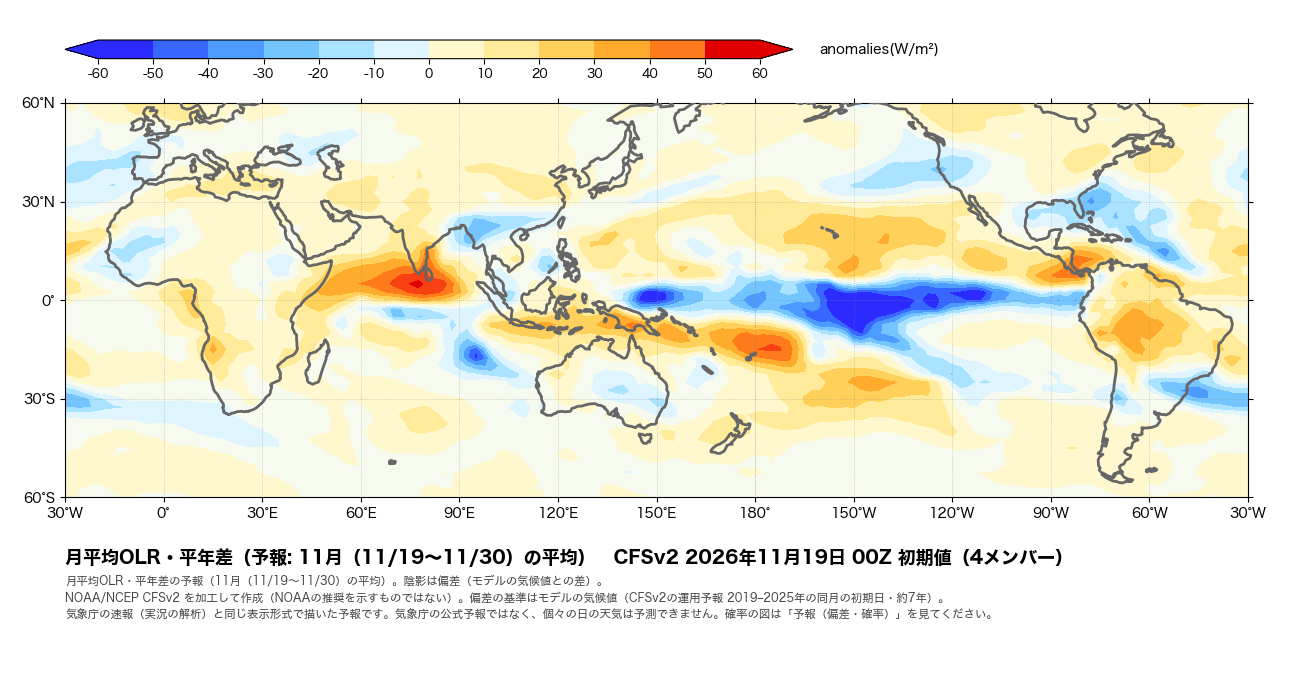 anomalies(W/m²)
-60 -50 -40 -30 -20 -10 0 10 20 30 40 50 60
60°N
30°N
0°
30°S
60°S
30°W 0° 30°E 60°E 90°E 120°E 150°E 180° 150°W 120°W 90°W 60°W 30°W
月平均OLR・平年差（予報: 11月（11/19〜11/30）の平均） CFSv2 2026年11月19日 00Z 初期値（4メンバー）
月平均OLR・平年差の予報（11月（11/19〜11/30）の平均）。陰影は偏差（モデルの気候値との差）。
NOAA/NCEP CFSv2 を加工して作成（NOAAの推奨を示すものではない）。偏差の基準はモデルの気候値（CFSv2の運用予報 2019–2025年の同月の初期日・約7年）。
気象庁の速報（実況の解析）と同じ表示形式で描いた予報です。気象庁の公式予報ではなく、個々の日の天気は予測できません。確率の図は「予報（偏差・確率）」を見てください。